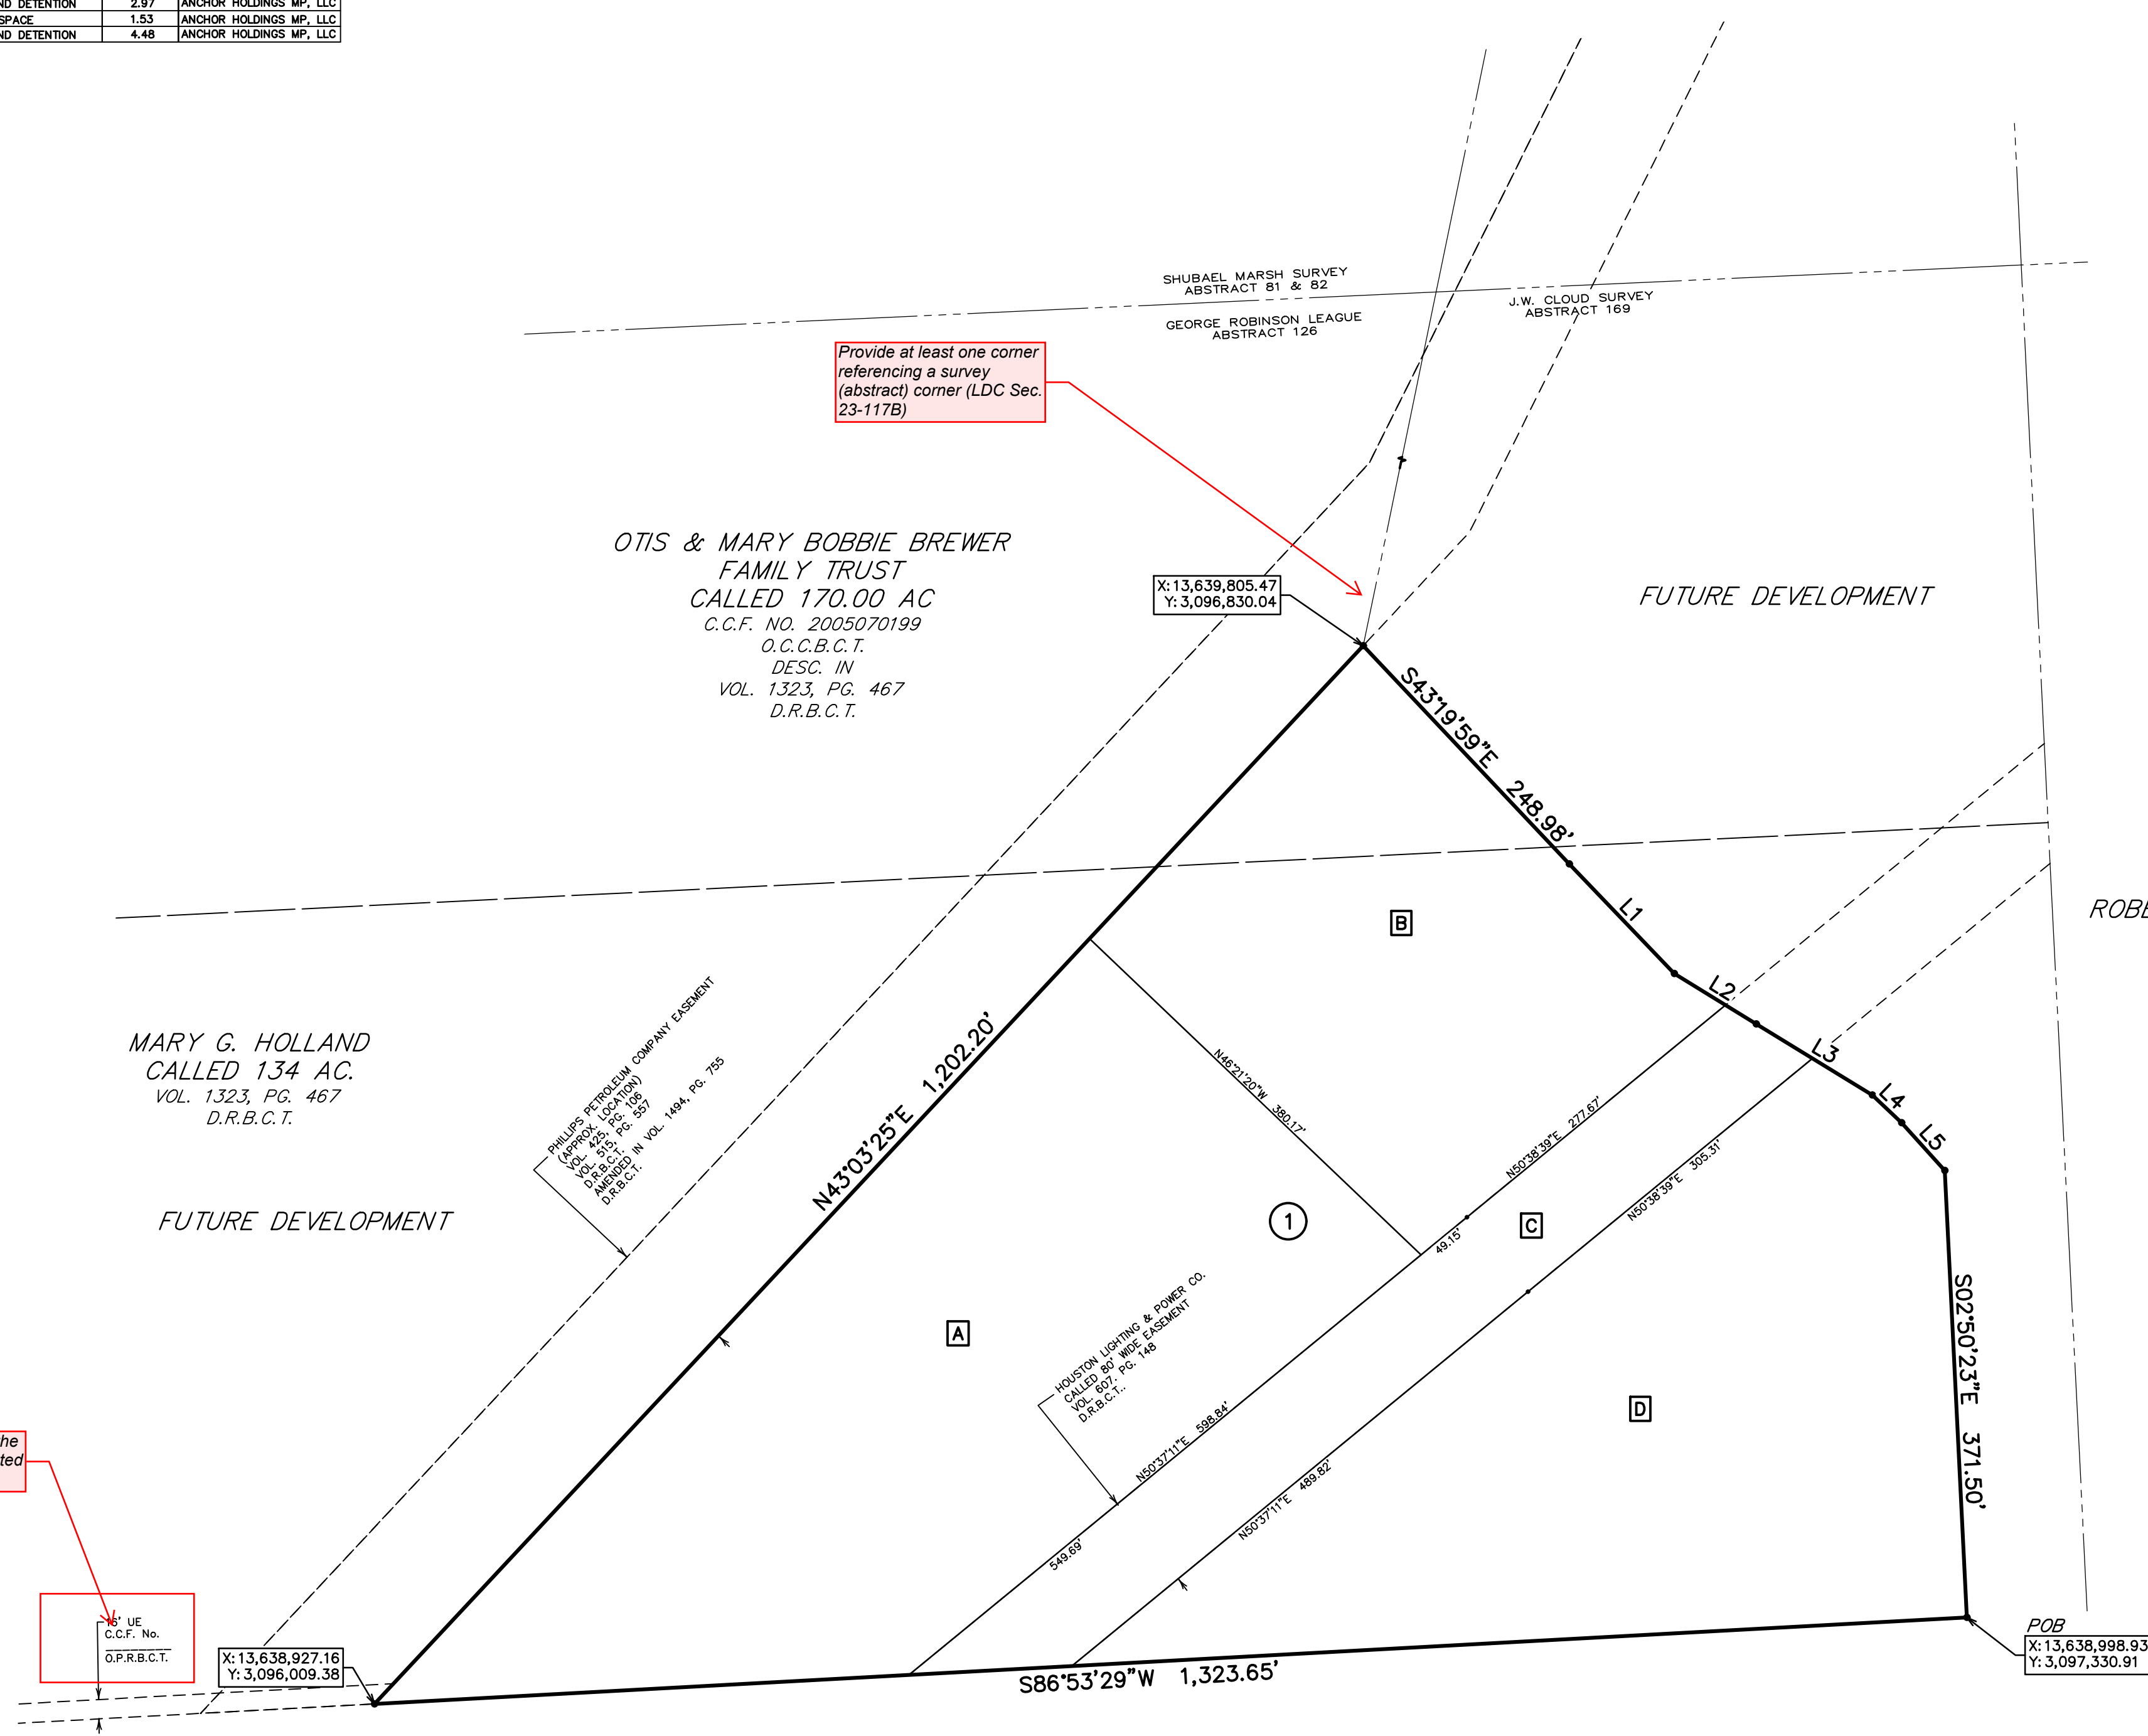 ND DETENTION 2.97 ANCHOR HOLDINGS MP, LLC
SPACE 1.53 ANCHOR HOLDINGS MP, LLC
ND DETENTION 4.48 ANCHOR HOLDINGS MP, LLC
SHUBAEL MARSH SURVEY
ABSTRACT 81 & 82
J.W. CLOUD SURVEY
ABSTRACT 169
GEORGE ROBINSON LEAGUE
ABSTRACT 126
Provide at least one corner
referencing a survey
(abstract) corner (LDC Sec.
23-117B)
OTIS & MARY BOBBIE BREWER
FAMILY TRUST
CALLED 170.00 AC
C.C.F. NO. 2005070199
O.C.C.B.C.T.
DESC. IN
VOL. 1323, PG. 467
D.R.B.C.T.
X: 13,639,805.47
Y: 3,096,830.04
FUTURE DEVELOPMENT
S43°19'59"E 248.98'
L1
B
ROBE
L2
L3
L4
L5
MARY G. HOLLAND
CALLED 134 AC.
VOL. 1323, PG. 467
D.R.B.C.T.
PHILLIPS PETROLEUM COMPANY EASEMENT
(APPROX. LOCATION)
VOL. 425, PG. 106
VOL. 515, PG. 557
D.R.B.C.T.
AMENDED IN VOL. 1494, PG. 755
D.R.B.C.T.
N43°03'25"E 1,202.20'
N46°21'20"W 380.17'
N50°38'39"E 277.67'
N50°38'39"E 305.31'
FUTURE DEVELOPMENT
1
C
49.15'
A
HOUSTON LIGHTING & POWER CO.
CALLED 80' WIDE EASEMENT
VOL. 607, PG. 148
D.R.B.C.T..
D
S02°50'23"E 371.50'
N50°37'11"E 598.84'
N50°37'11"E 489.82'
549.69'
he
ted
16' UE
C.C.F. No.
________
O.P.R.B.C.T.
X: 13,638,927.16
Y: 3,096,009.38
S86°53'29"W 1,323.65'
POB
X: 13,638,998.93
Y: 3,097,330.91